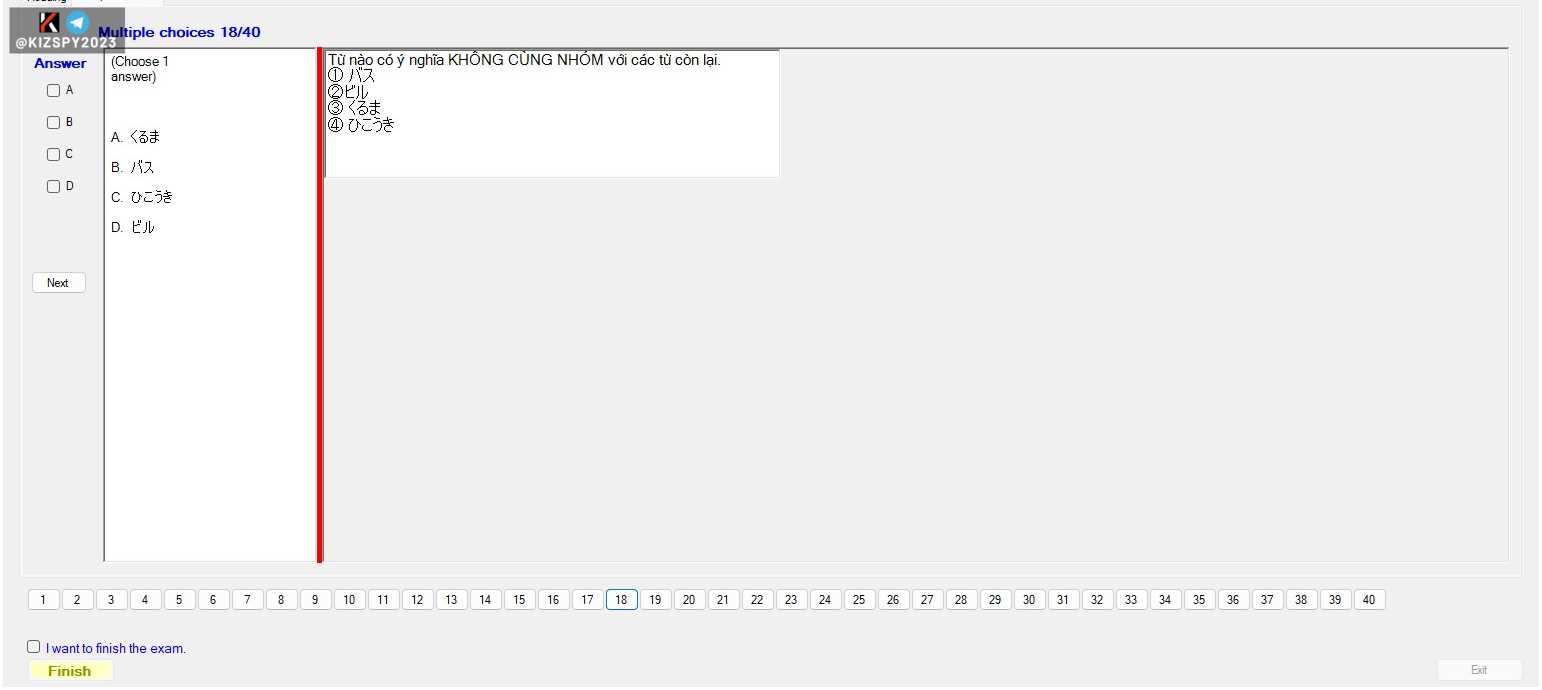 @KIZSPY2023
Multiple choices 18/40
Answer
A
B
C
D
Next
(Choose 1
answer)
A. くるま
B. バス
C. ひこうき
D. ビル
Từ nào có ý nghĩa KHÔNG CÙNG NHÓM với các từ còn lại.
① バス
②ビル
③ くるま
④ ひこうき
1 2 3 4 5 6 7 8 9 10 11 12 13 14 15 16 17 18 19 20 21 22 23 24 25 26 27 28 29 30 31 32 33 34 35 36 37 38 39 40
I want to finish the exam.
Finish
Exit